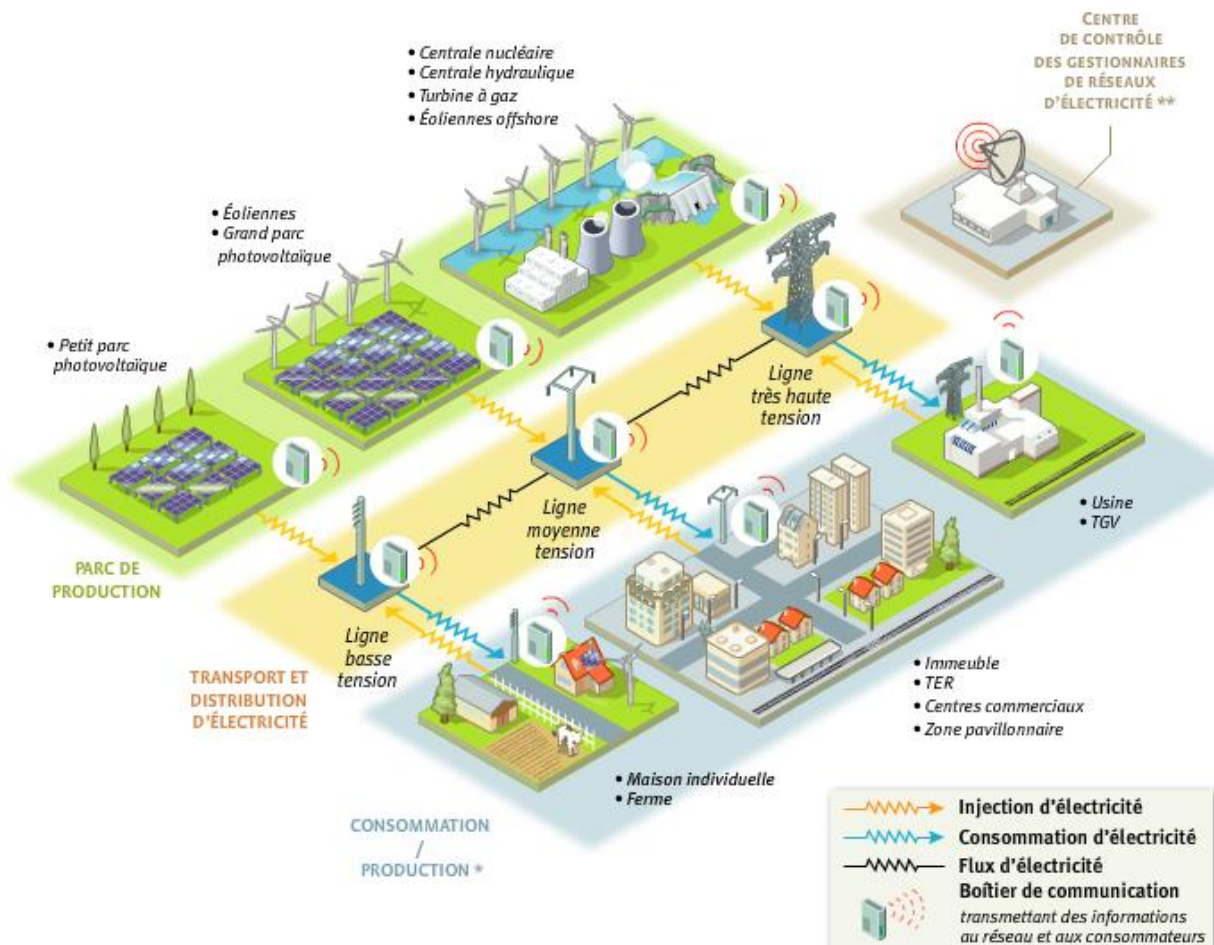 CENTRE
DE CONTRÔLE
DES GESTIONNAIRES
DE RÉSEAUX
D'ÉLECTRICITÉ **
• Centrale nucléaire
• Centrale hydraulique
• Turbine à gaz
• Éoliennes offshore
• Éoliennes
• Grand parc
photovoltaïque
• Petit parc
photovoltaïque
Ligne
très haute
tension
Ligne
moyenne
tension
Ligne
basse
tension
• Usine
• TGV
PARC DE
PRODUCTION
TRANSPORT ET
DISTRIBUTION
D'ÉLECTRICITÉ
• Immeuble
• TER
• Centres commerciaux
• Zone pavillonnaire
• Maison individuelle
• Ferme
CONSOMMATION
/
PRODUCTION *
Injection d'électricité
Consommation d'électricité
Flux d'électricité
Boîtier de communication
transmettant des informations
au réseau et aux consommateurs